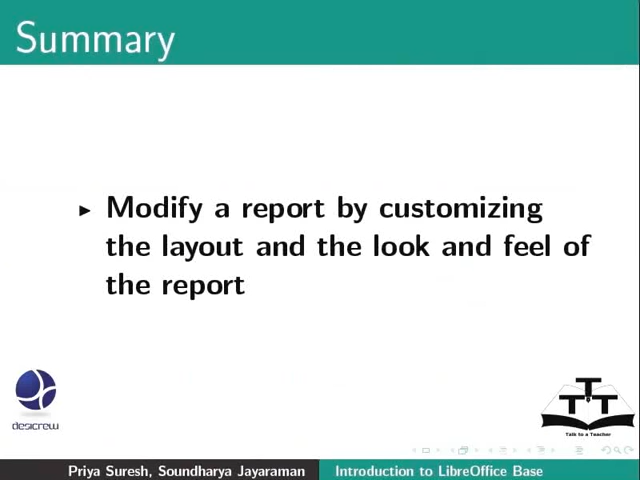 Summary
Modify a report by customizing
the layout and the look and feel of
the report
desicrew
T
T T
Talk to a Teacher
Priya Suresh, Soundharya Jayaraman
Introduction to LibreOffice Base